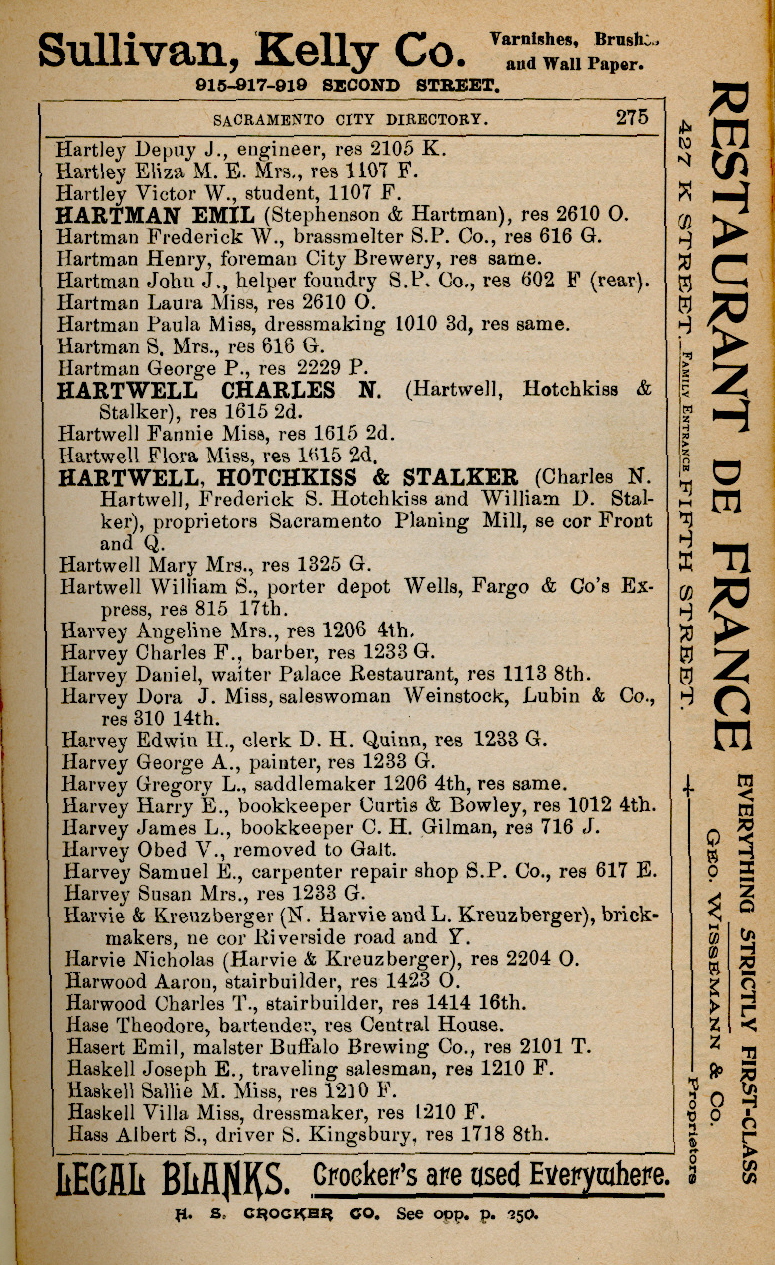 Sullivan, Kelly Co.
Varnishes,
and Wall Paper.
915-917-919 SECOND STREET.
SACRAMENTO CITY DIRECTORY. 275
Hartley Depuy J., engineer, res 2105 K.
Hartley Eliza M. E. Mrs., res 1107 F.
Hartley Victor W., student, 1107 F.
HARTMAN EMIL (Stephenson & Hartman), res 2610 O.
Hartman Frederick W., brassmelter S.P. Co., res 616 G.
Hartman Henry, foreman City Brewery, res same.
Hartman John J., helper foundry S.P. Co., res 602 F (rear).
Hartman Laura Miss, res 2610 O.
Hartman Paula Miss, dressmaking 1010 3d, res same.
Hartman S. Mrs., res 616 G.
Hartman George P., res 2229 P.
HARTWELL CHARLES N. (Hartwell, Hotchkiss &
Stalker), res 1615 2d.
Hartwell Fannie Miss, res 1615 2d.
Hartwell Flora Miss, res 1615 2d.
HARTWELL, HOTCHKISS & STALKER (Charles N.
Hartwell, Frederick S. Hotchkiss and William D. Stal-
ker), proprietors Sacramento Planing Mill, se cor Front
and Q.
Hartwell Mary Mrs., res 1325 G.
Hartwell William S., porter depot Wells, Fargo & Co's Ex-
press, res 815 17th.
Harvey Angeline Mrs., res 1206 4th.
Harvey Charles F., barber, res 1233 G.
Harvey Daniel, waiter Palace Restaurant, res 1113 8th.
Harvey Dora J. Miss, saleswoman Weinstock, Lubin & Co.,
res 310 14th.
Harvey Edwin H., clerk D. H. Quinn, res 1233 G.
Harvey George A., painter, res 1233 G.
Harvey Gregory L., saddlemaker 1206 4th, res same.
Harvey Harry E., bookkeeper Curtis & Bowley, res 1012 4th.
Harvey James L., bookkeeper C. H. Gilman, res 716 J.
Harvey Obed V., removed to Galt.
Harvey Samuel E., carpenter repair shop S.P. Co., res 617 E.
Harvey Susan Mrs., res 1233 G.
Harvie & Kreuzberger (N. Harvie and L. Kreuzberger), brick-
makers, ne cor Riverside road and Y.
Harvie Nicholas (Harvie & Kreuzberger), res 2204 O.
Harwood Aaron, stairbuilder, res 1423 O.
Harwood Charles T., stairbuilder, res 1414 16th.
Hase Theodore, bartender, res Central House.
Hasert Emil, malster Buffalo Brewing Co., res 2101 T.
Haskell Joseph E., traveling salesman, res 1210 F.
Haskell Sallie M. Miss, res 1210 F.
Haskell Villa Miss, dressmaker, res 1210 F.
Hass Albert S., driver S. Kingsbury, res 1718 8th.
LEGAL BLANKS. Crocker's are used Everywhere.
H. S. CROCKER CO. See opp. p. 250.
RESTAURANT DE FRANCE
427 K STREET. FAMILY ENTRANCE FIFTH STREET.
EVERYTHING STRICTLY FIRST-CLASS
GEO. WISSEMANN & CO.
Proprietors